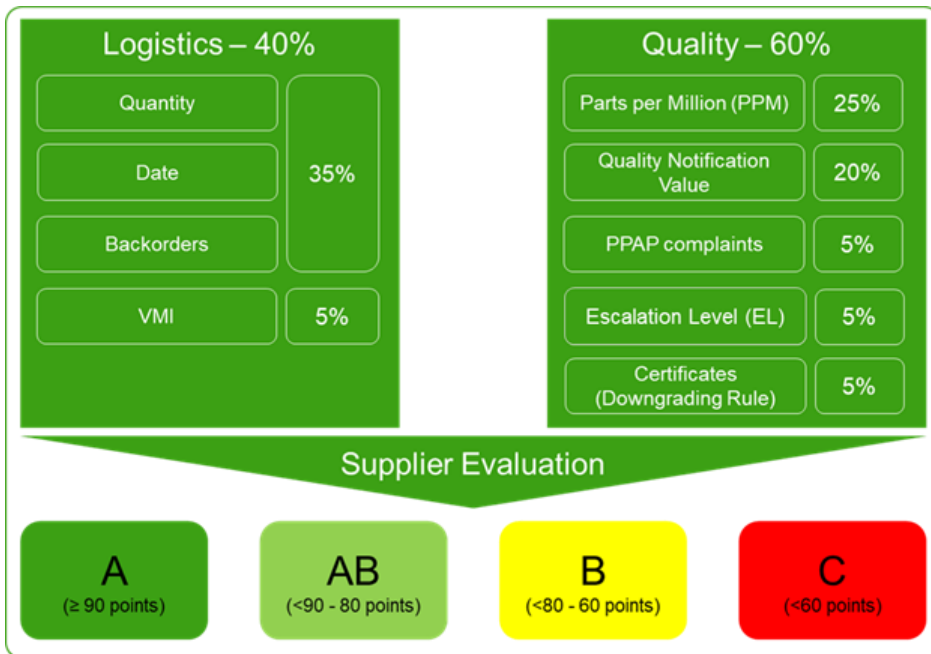 Logistics – 40%
Quantity
Date
Backorders
35%
VMI
5%
Quality – 60%
Parts per Million (PPM)
25%
Quality Notification
Value
20%
PPAP complaints
5%
Escalation Level (EL)
5%
Certificates
(Downgrading Rule)
5%
Supplier Evaluation
A
(≥ 90 points)
AB
(<90 - 80 points)
B
(<80 - 60 points)
C
(<60 points)